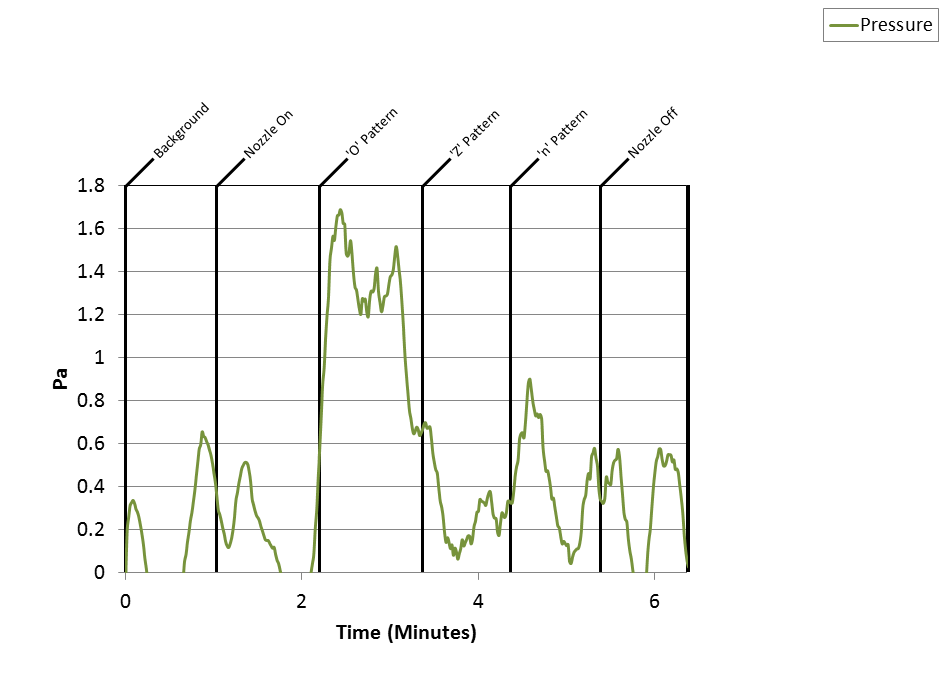 Pressure
Background
Nozzle On
'O' Pattern
'Z' Pattern
'n' Pattern
Nozzle Off
1.8
1.6
1.4
1.2
1
0.8
0.6
0.4
0.2
0
Pa
0 2 4 6
Time (Minutes)